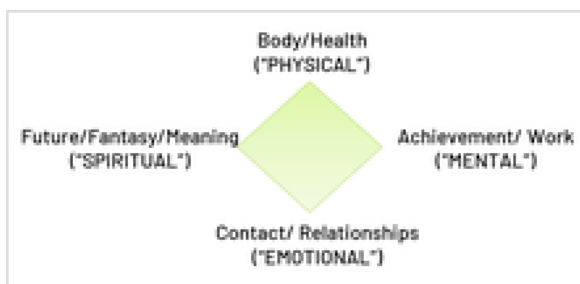 Body/Health
("PHYSICAL")
Future/Fantasy/Meaning
("SPIRITUAL")
Achievement/ Work
("MENTAL")
Contact/ Relationships
("EMOTIONAL")